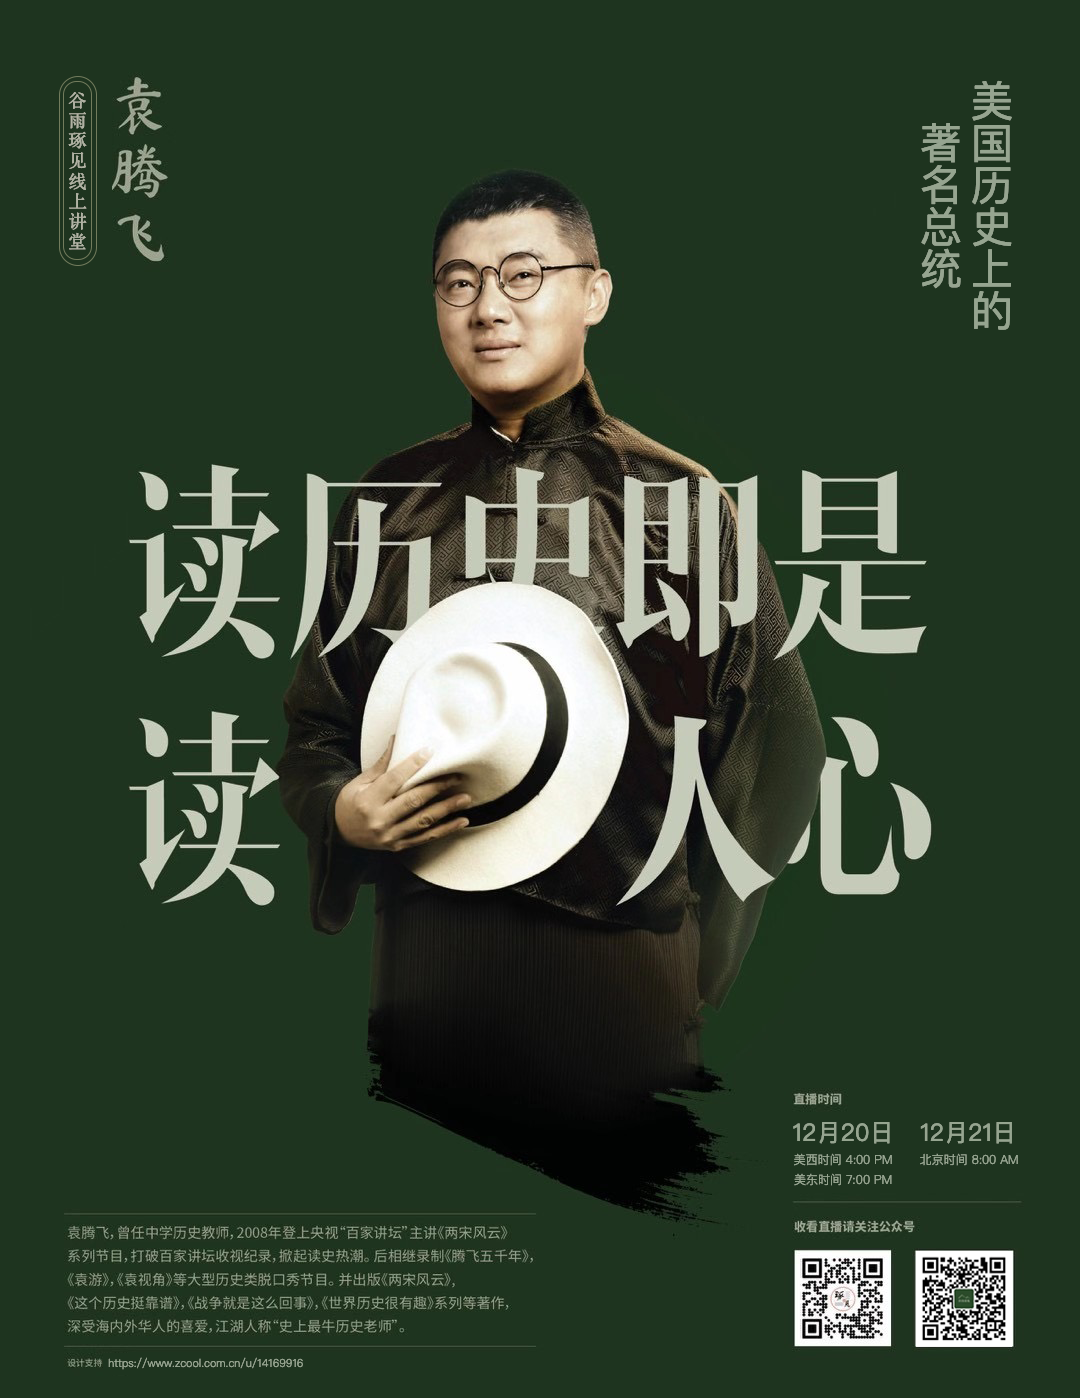 谷雨琢见线上讲堂
袁腾飞
美国历史上的
著名总统
读历史即是
读人心
直播时间
12月20日 12月21日
美西时间 4:00 PM 北京时间 8:00 AM
美东时间 7:00 PM
收看直播请关注公众号
袁腾飞，曾任中学历史教师，2008年登上央视“百家讲坛”主讲《两宋风云》
系列节目，打破百家讲坛收视纪录，掀起读史热潮。后相继录制《腾飞五千年》，
《袁游》，《袁视角》等大型历史类脱口秀节目。并出版《两宋风云》，
《这个历史挺靠谱》，《战争就是这么回事》，《世界历史很有趣》系列等著作，
深受海内外华人的喜爱，江湖人称“史上最牛历史老师”。
设计支持 https://www.zcool.com.cn/u/14169916